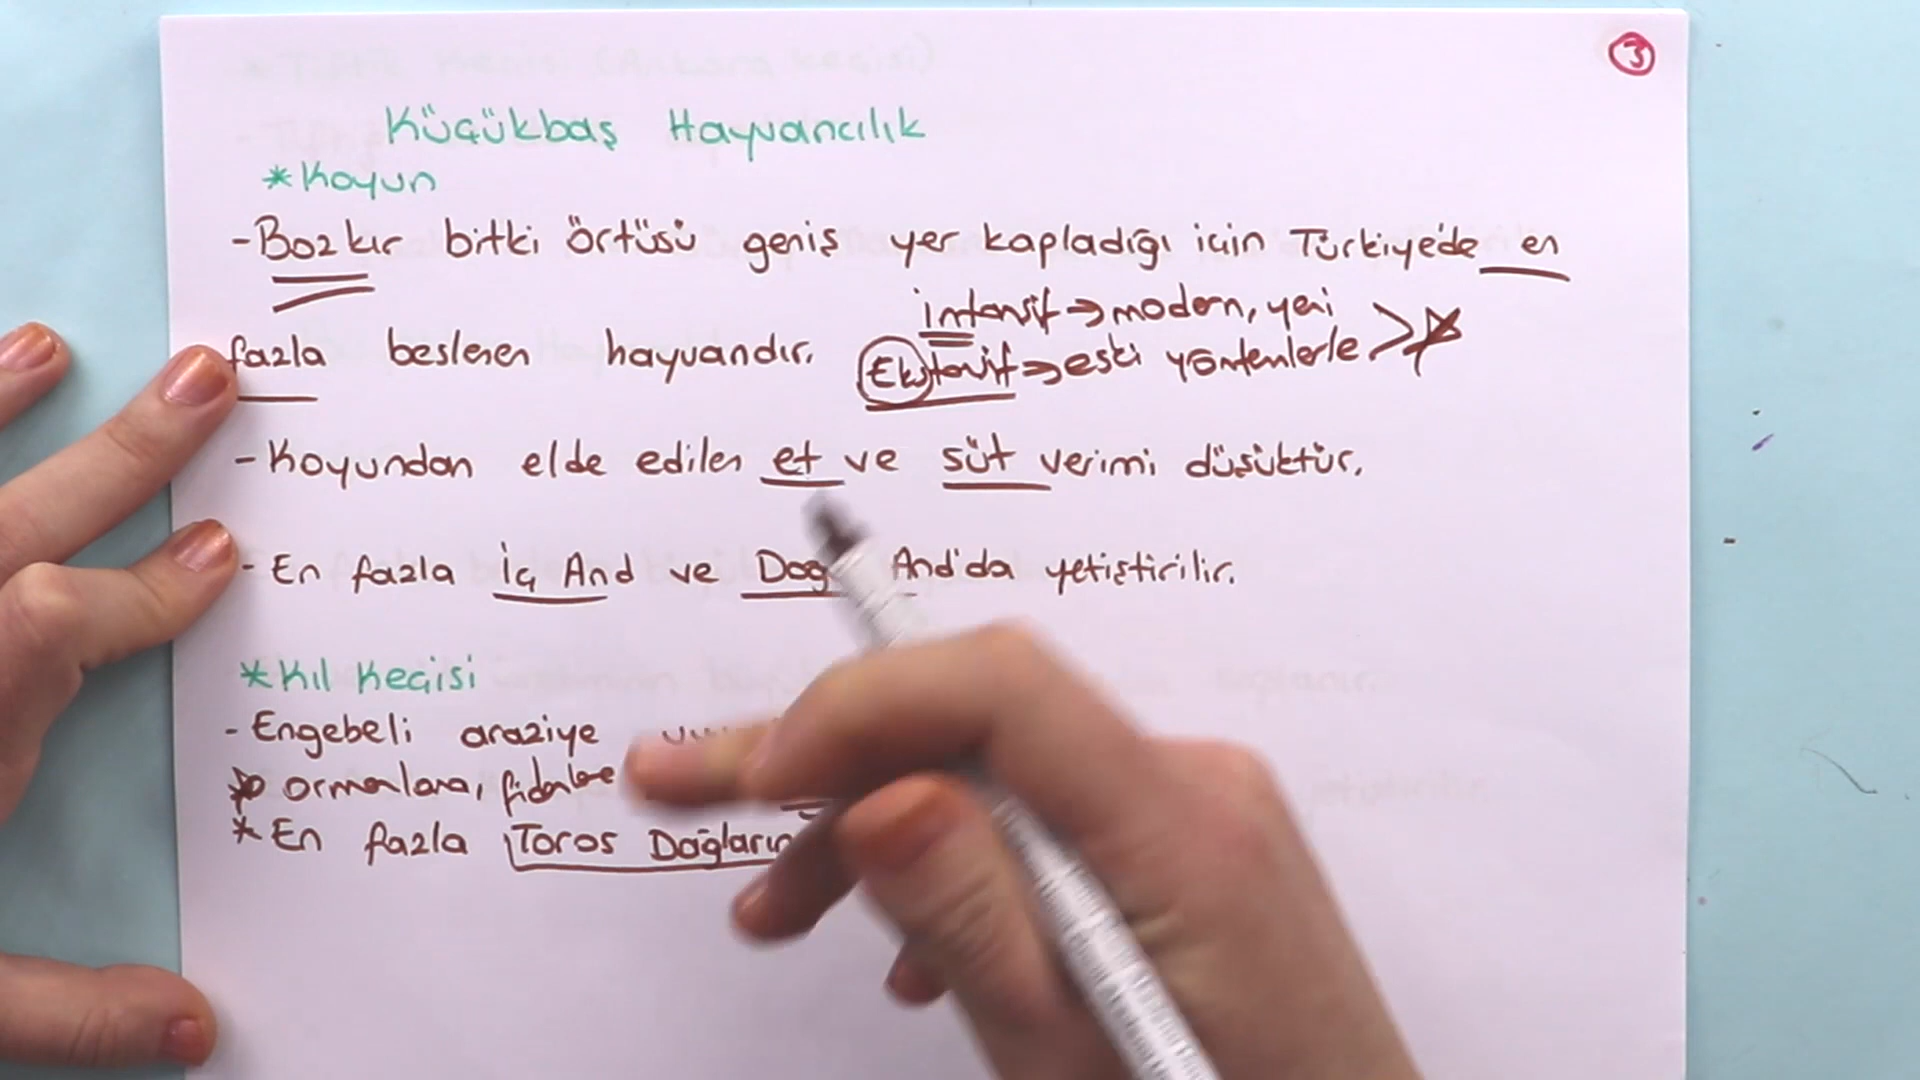 3
Küçükbaş Hayvancılık
*Koyun
-Bozkır bitki örtüsü geniş yer kapladığı için Türkiye'de en
intansif → modern, yeni
fazla beslenen hayvandır. Ekstansif → eski yöntemlerle
-Koyundan elde edilen et ve süt verimi düşüktür.
- En fazla İç And ve Doğu And'da yetiştirilir.
*Kıl Keçisi
- Engebeli araziye
ormanlara, fidanlara
* En fazla Toros Dağların